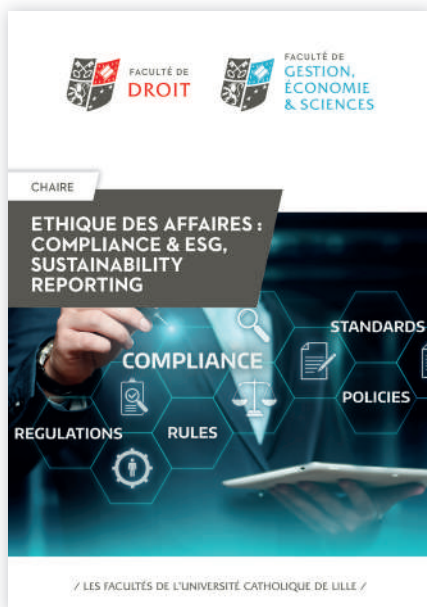 FACULTÉ DE
DROIT
FACULTÉ DE
GESTION,
ÉCONOMIE
& SCIENCES
CHAIRE
ETHIQUE DES AFFAIRES :
COMPLIANCE & ESG,
SUSTAINABILITY
REPORTING
STANDARDS
COMPLIANCE
POLICIES
REGULATIONS
RULES
/ LES FACULTÉS DE L'UNIVERSITÉ CATHOLIQUE DE LILLE /